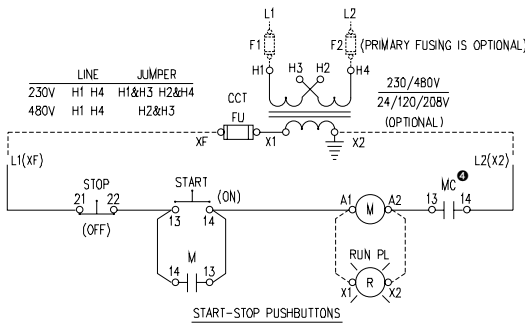 L1 L2
F1 F2 (PRIMARY FUSING IS OPTIONAL)
H1 H3 H2 H4
LINE JUMPER
230V H1 H4 H1&H3 H2&H4
480V H1 H4 H2&H3
230/480V
24/120/208V
(OPTIONAL)
CCT
FU
XF X1 X2
L1(XF) L2(X2)
STOP START MC 4
21 22 (ON) A1 M A2 13 14
(OFF) 13 14
M RUN PL
14 13
X1 R X2
START-STOP PUSHBUTTONS